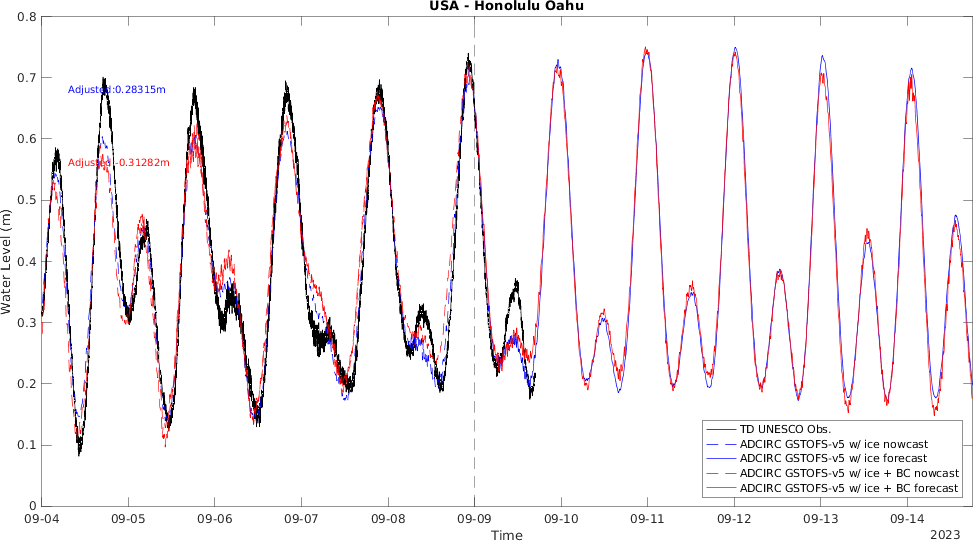 USA - Honolulu Oahu
0.8
0.7
0.6
0.5
0.4
0.3
0.2
0.1
0
Water Level (m)
Adjusted:0.28315m
Adjusted:-0.31282m
TD UNESCO Obs.
ADCIRC GSTOFS-v5 w/ ice nowcast
ADCIRC GSTOFS-v5 w/ ice forecast
ADCIRC GSTOFS-v5 w/ ice + BC nowcast
ADCIRC GSTOFS-v5 w/ ice + BC forecast
09-04 09-05 09-06 09-07 09-08 09-09 09-10 09-11 09-12 09-13 09-14
Time
2023